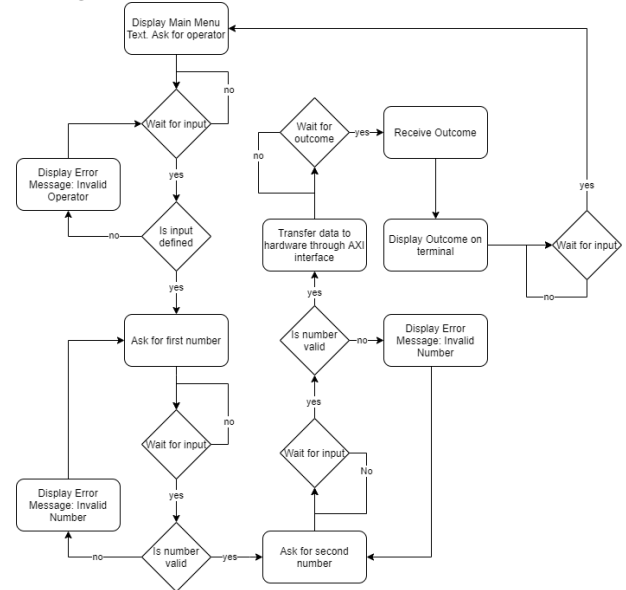 Display Main Menu
Text. Ask for operator
no
Wait for input
yes
Display Error
Message: Invalid
Operator
no
Is input
defined
yes
Ask for first number
no
Wait for input
yes
Display Error
Message: Invalid
Number
no
Is number
valid
yes
Ask for second
number
No
Wait for input
yes
Is number
valid
no
Display Error
Message: Invalid
Number
yes
Transfer data to
hardware through AXI
interface
no
Wait for
outcome
yes
Receive Outcome
Display Outcome on
terminal
Wait for input
no
yes